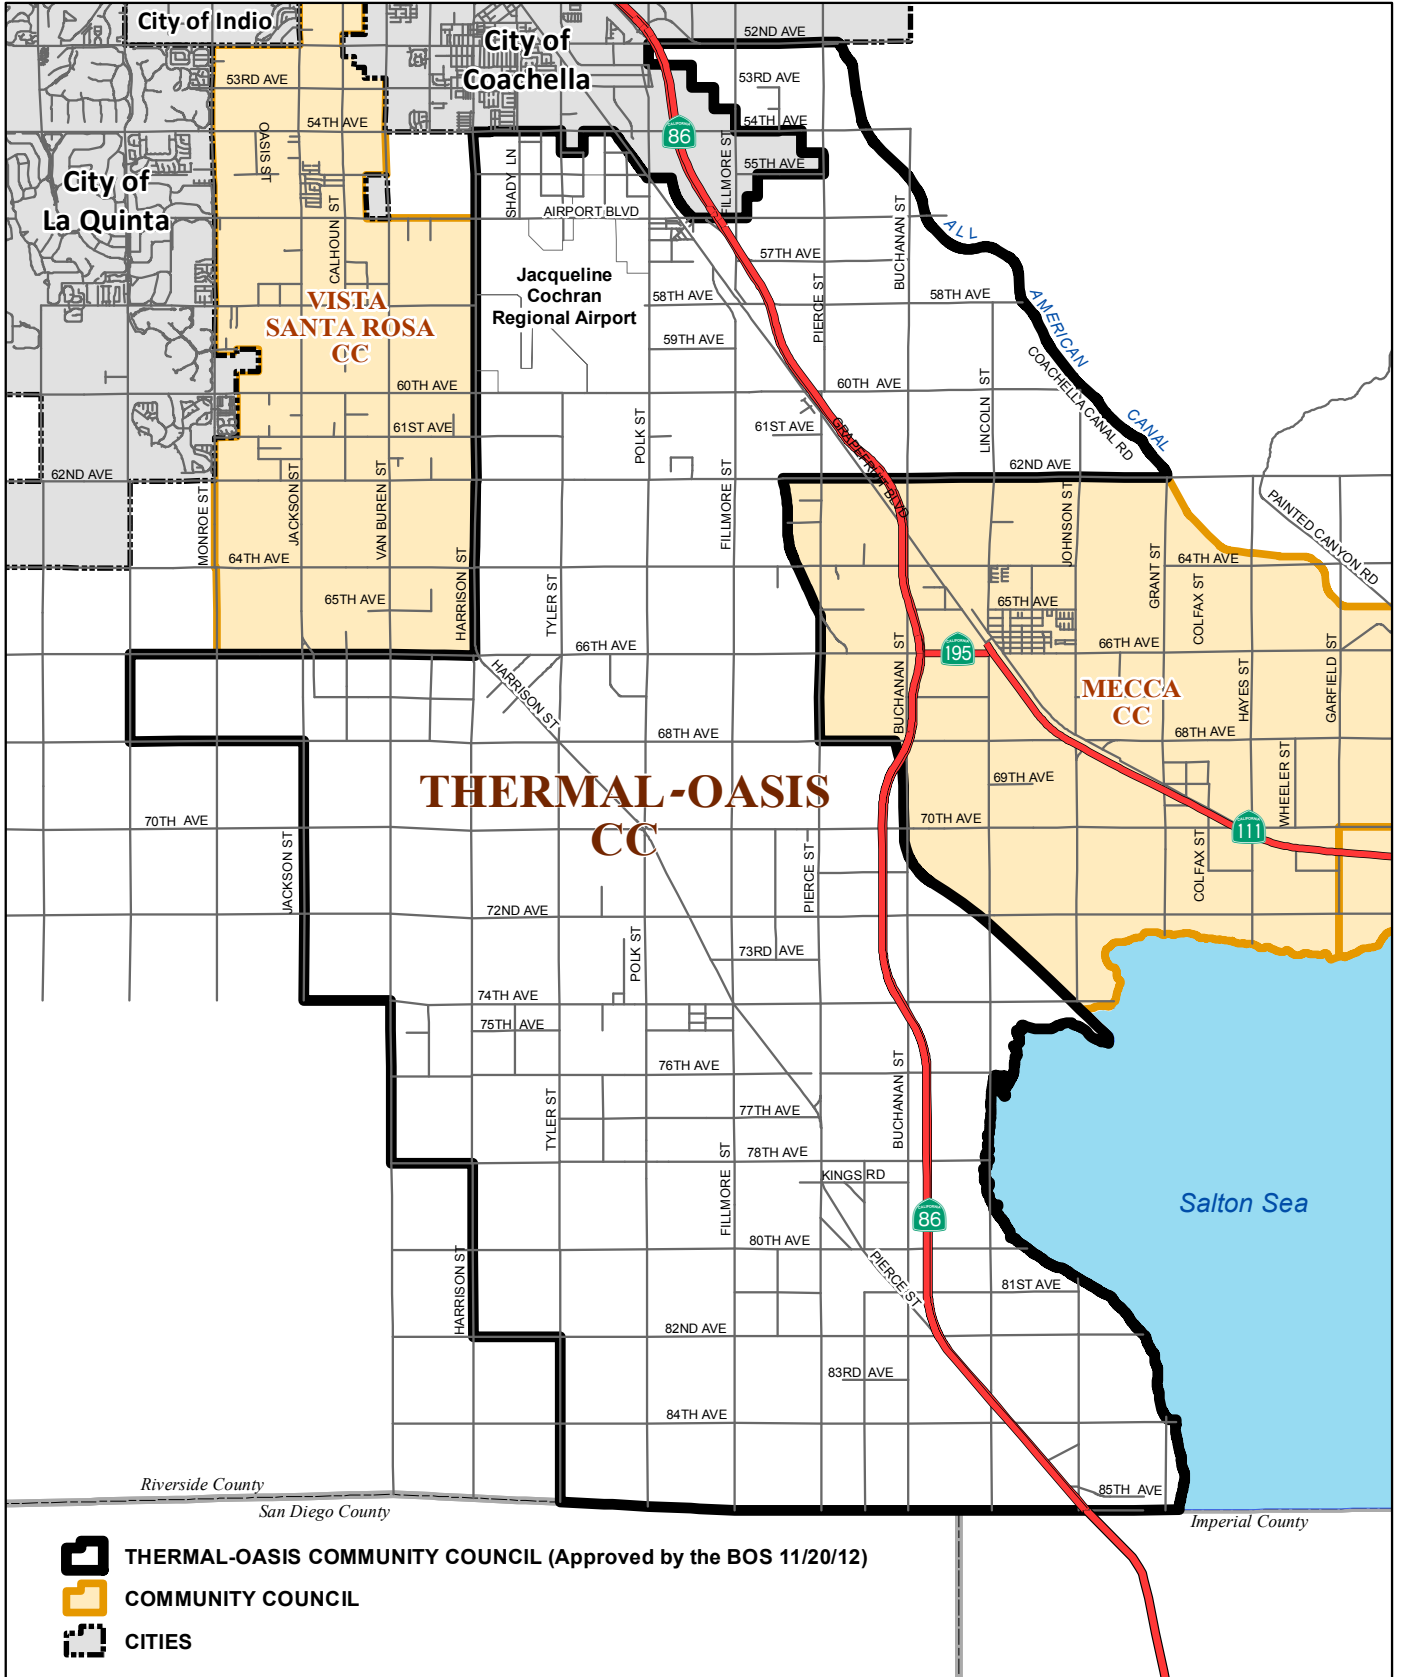 City of Indio
City of
Coachella
52ND AVE
53RD AVE
53RD AVE
54TH AVE
54TH AVE
CALIFORNIA
86
OASIS ST
SHADY LN
FILLMORE ST
55TH AVE
City of
La Quinta
CALHOUN ST
AIRPORT BLVD
BUCHANAN ST
ALL
AMERICAN
CANAL
COACHELLA CANAL RD
57TH AVE
Jacqueline
Cochran
Regional Airport
58TH AVE
58TH AVE
PIERCE ST
VISTA
SANTA ROSA
CC
59TH AVE
60TH AVE
60TH AVE
LINCOLN ST
61ST AVE
POLK ST
61ST AVE
GRAPEFRUIT BLVD
62ND AVE
62ND AVE
MONROE ST
JACKSON ST
VAN BUREN ST
FILLMORE ST
JOHNSON ST
PAINTED CANYON RD
64TH AVE
64TH AVE
HARRISON ST
TYLER ST
GRANT ST
COLFAX ST
65TH AVE
65TH AVE
66TH AVE
66TH AVE
CALIFORNIA
195
HARRISON ST
BUCHANAN ST
MECCA
CC
HAYES ST
GARFIELD ST
68TH AVE
68TH AVE
THERMAL-OASIS
CC
69TH AVE
WHEELER ST
70TH AVE
70TH AVE
CALIFORNIA
111
JACKSON ST
PIERCE ST
COLFAX ST
72ND AVE
POLK ST
73RD AVE
74TH AVE
75TH AVE
76TH AVE
BUCHANAN ST
TYLER ST
77TH AVE
FILLMORE ST
78TH AVE
KINGS RD
Salton Sea
CALIFORNIA
86
HARRISON ST
80TH AVE
PIERCE ST
81ST AVE
82ND AVE
83RD AVE
84TH AVE
85TH AVE
Riverside County
San Diego County
Imperial County
THERMAL-OASIS COMMUNITY COUNCIL (Approved by the BOS 11/20/12)
COMMUNITY COUNCIL
CITIES